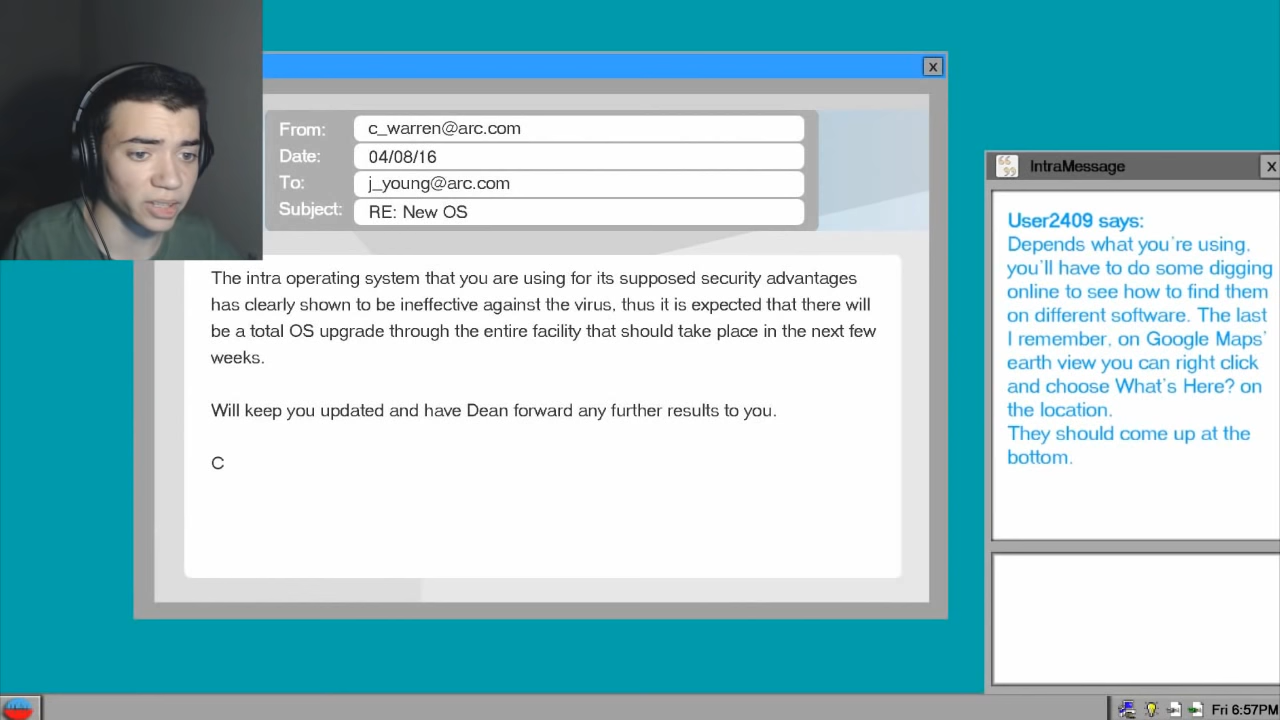 X
From: c_warren@arc.com
Date: 04/08/16
To: j_young@arc.com
Subject: RE: New OS
The intra operating system that you are using for its supposed security advantages
has clearly shown to be ineffective against the virus, thus it is expected that there will
be a total OS upgrade through the entire facility that should take place in the next few
weeks.
Will keep you updated and have Dean forward any further results to you.
C
IntraMessage X
User2409 says:
Depends what you're using.
you'll have to do some digging
online to see how to find them
on different software. The last
I remember, on Google Maps'
earth view you can right click
and choose What's Here? on
the location.
They should come up at the
bottom.
Fri 6:57PM